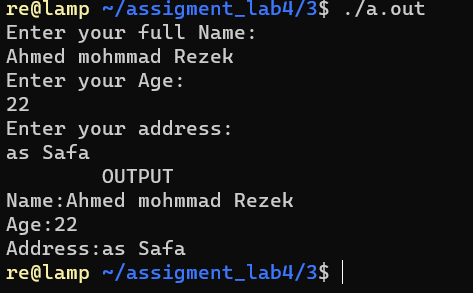 re@lamp ~/assigment_lab4/3$ ./a.out
Enter your full Name:
Ahmed mohmmad Rezek
Enter your Age:
22
Enter your address:
as Safa
OUTPUT
Name:Ahmed mohmmad Rezek
Age:22
Address:as Safa
re@lamp ~/assigment_lab4/3$